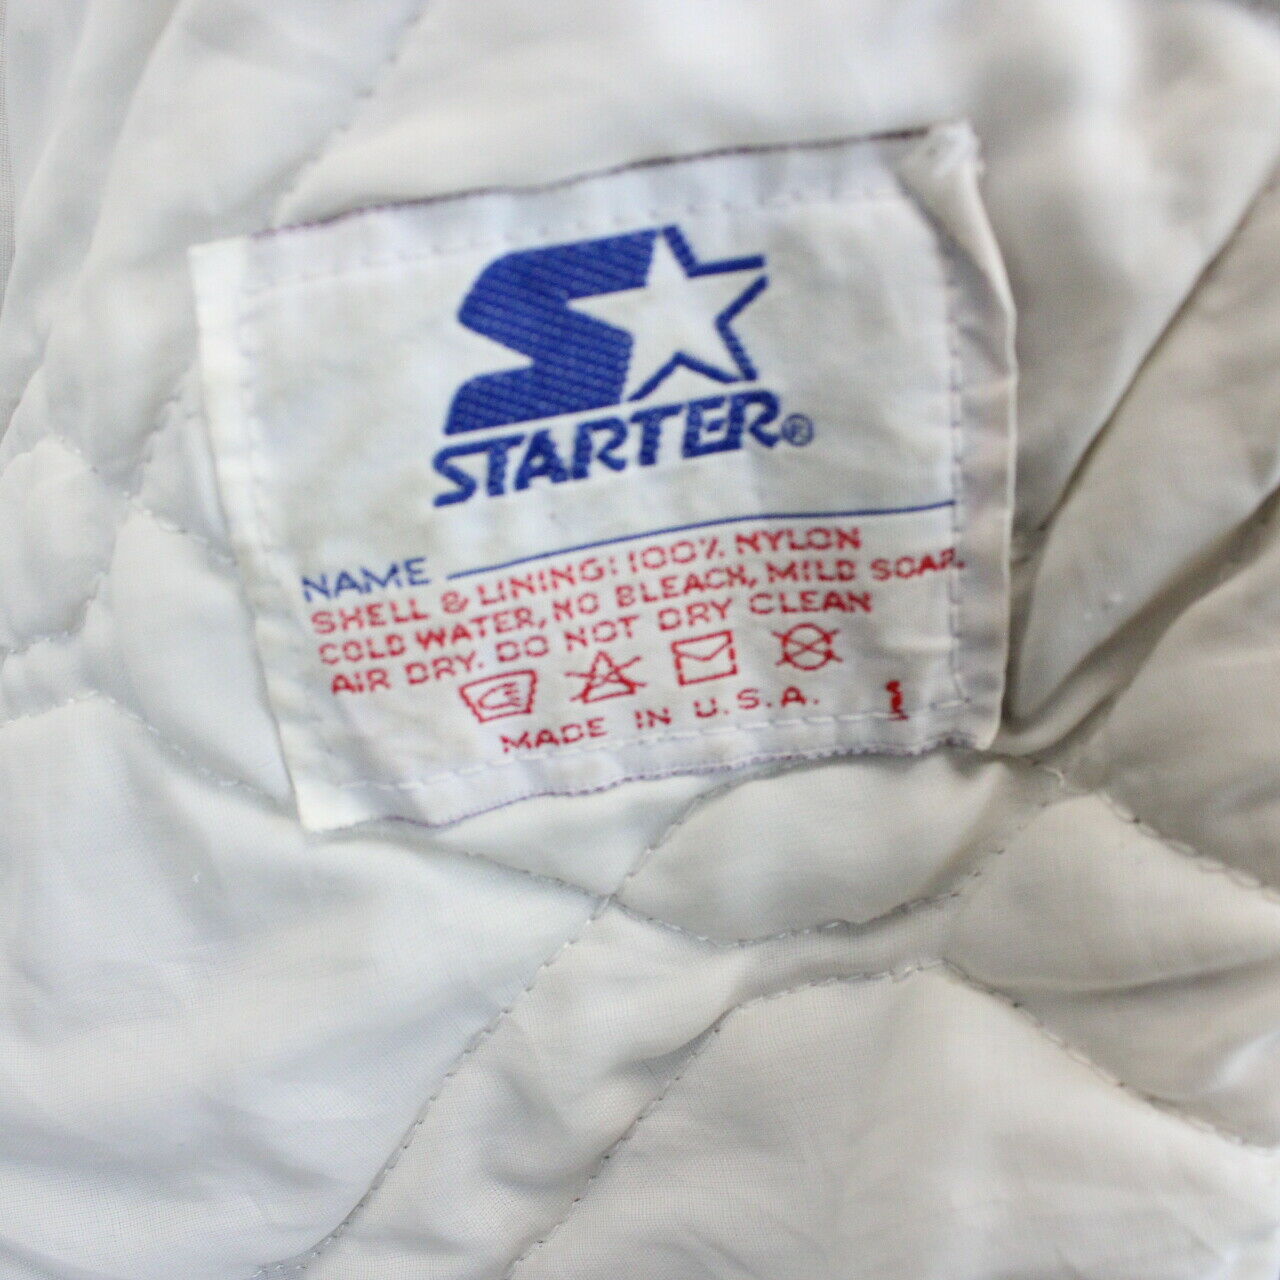 STARTER®
NAME
SHELL & LINING: 100% NYLON
COLD WATER, NO BLEACH, MILD SOAP.
AIR DRY. DO NOT DRY CLEAN
MADE IN U.S.A.